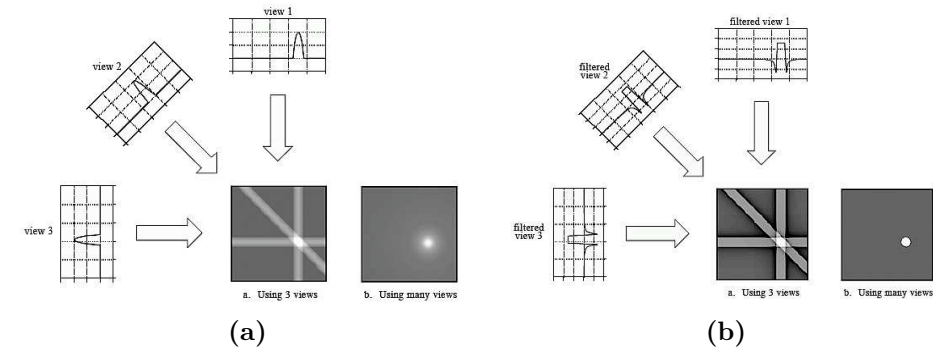 view 1
view 2
view 3
a. Using 3 views
b. Using many views
(a)
filtered view 1
filtered
view 2
filtered
view 3
a. Using 3 views
b. Using many views
(b)